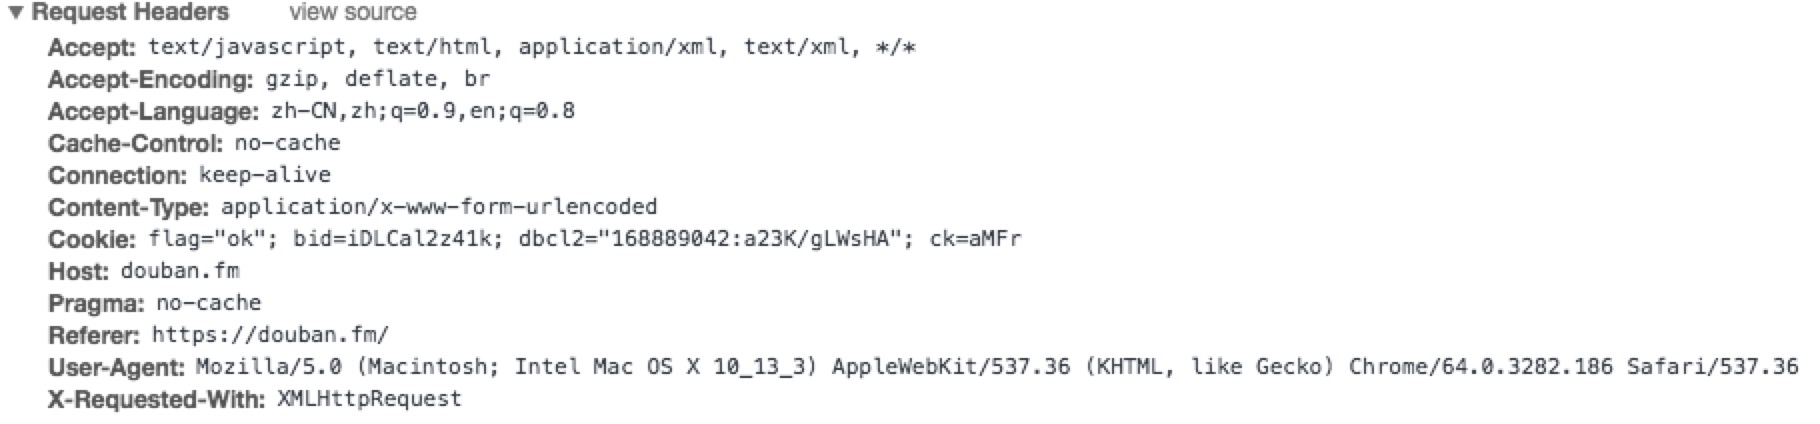 ▼ Request Headers view source
Accept: text/javascript, text/html, application/xml, text/xml, */*
Accept-Encoding: gzip, deflate, br
Accept-Language: zh-CN,zh;q=0.9,en;q=0.8
Cache-Control: no-cache
Connection: keep-alive
Content-Type: application/x-www-form-urlencoded
Cookie: flag="ok"; bid=iDLCal2z41k; dbcl2="168889042:a23K/gLWsHA"; ck=aMFr
Host: douban.fm
Pragma: no-cache
Referer: https://douban.fm/
User-Agent: Mozilla/5.0 (Macintosh; Intel Mac OS X 10_13_3) AppleWebKit/537.36 (KHTML, like Gecko) Chrome/64.0.3282.186 Safari/537.36
X-Requested-With: XMLHttpRequest